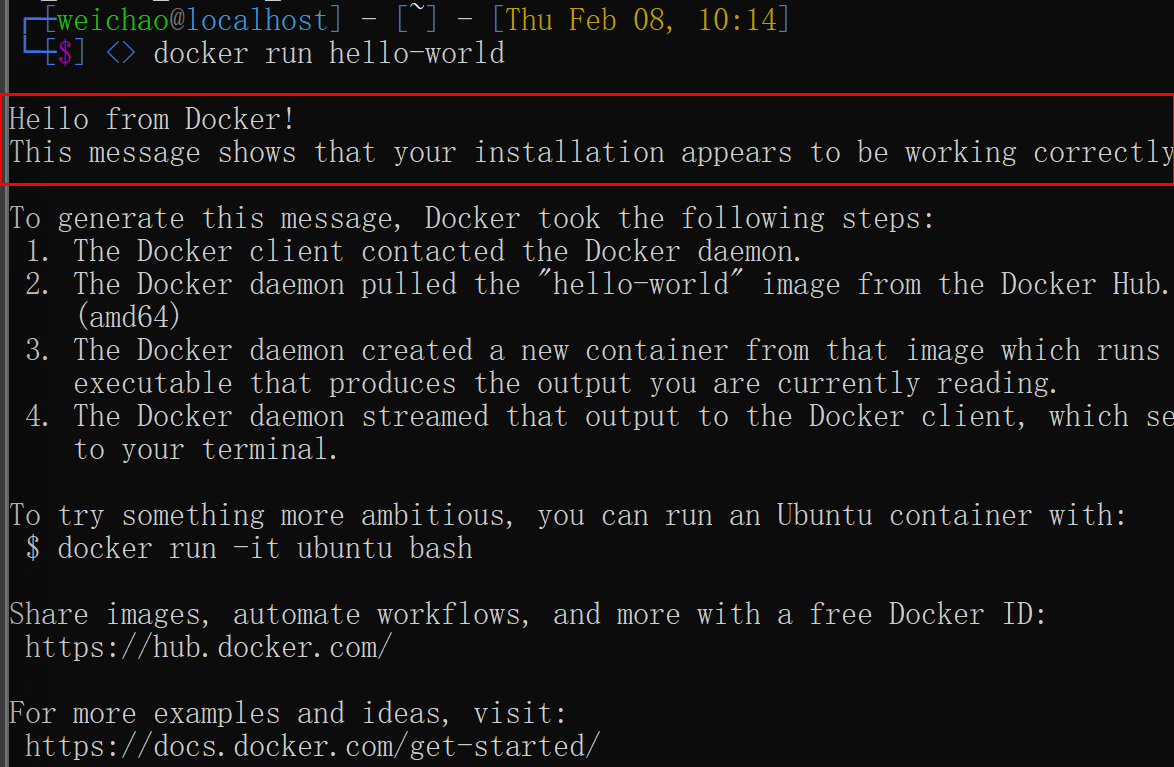 [weichao@localhost] - [~] - [Thu Feb 08, 10:14]
[$] <> docker run hello-world
Hello from Docker!
This message shows that your installation appears to be working correctly
To generate this message, Docker took the following steps:
1. The Docker client contacted the Docker daemon.
2. The Docker daemon pulled the "hello-world" image from the Docker Hub.
(amd64)
3. The Docker daemon created a new container from that image which runs
executable that produces the output you are currently reading.
4. The Docker daemon streamed that output to the Docker client, which se
to your terminal.
To try something more ambitious, you can run an Ubuntu container with:
$ docker run -it ubuntu bash
Share images, automate workflows, and more with a free Docker ID:
https://hub.docker.com/
For more examples and ideas, visit:
https://docs.docker.com/get-started/